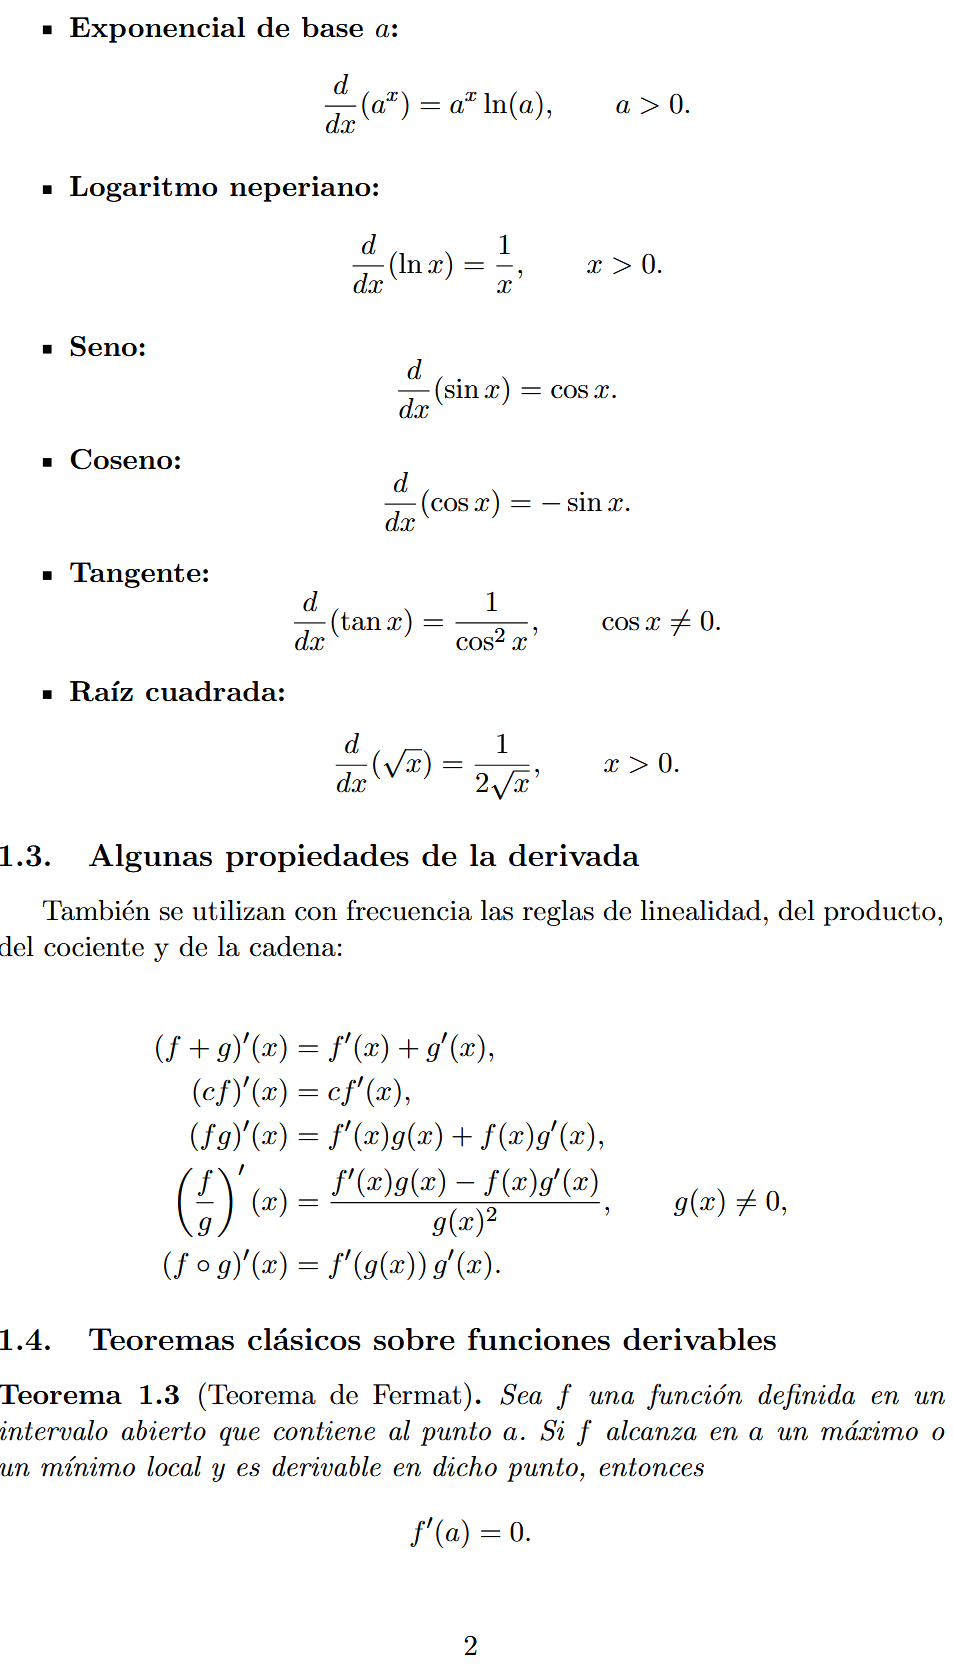 ▪ Exponencial de base a:
d/dx (a^x) = a^x ln(a), a > 0.
▪ Logaritmo neperiano:
d/dx (ln x) = 1/x, x > 0.
▪ Seno:
d/dx (sin x) = cos x.
▪ Coseno:
d/dx (cos x) = − sin x.
▪ Tangente:
d/dx (tan x) = 1/cos² x, cos x ≠ 0.
▪ Raíz cuadrada:
d/dx (√x) = 1/(2√x), x > 0.
1.3. Algunas propiedades de la derivada
También se utilizan con frecuencia las reglas de linealidad, del producto,
del cociente y de la cadena:
(f + g)′(x) = f′(x) + g′(x),
(cf)′(x) = cf′(x),
(fg)′(x) = f′(x)g(x) + f(x)g′(x),
(f/g)′ (x) = (f′(x)g(x) − f(x)g′(x))/g(x)², g(x) ≠ 0,
(f ∘ g)′(x) = f′(g(x)) g′(x).
1.4. Teoremas clásicos sobre funciones derivables
Teorema 1.3 (Teorema de Fermat). Sea f una función definida en un
intervalo abierto que contiene al punto a. Si f alcanza en a un máximo o
un mínimo local y es derivable en dicho punto, entonces
f′(a) = 0.
2